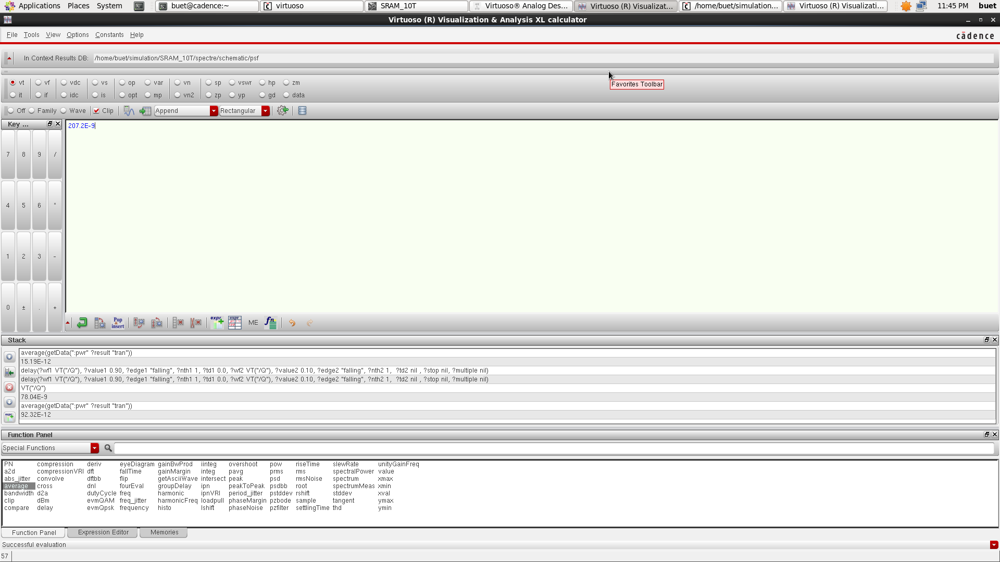 Applications Places System buet@cadence:~ virtuoso SRAM_10T Virtuoso® Analog Des... Virtuoso (R) Visualizat... /home/buet/simulation... Virtuoso (R) Visualizati... 11:45 PM buet
Virtuoso (R) Visualization & Analysis XL calculator
File Tools View Options Constants Help cādence
In Context Results DB: /home/buet/simulation/SRAM_10T/spectre/schematic/psf
vt vf vdc vs op var vn sp vswr hp zm
Favorites Toolbar
it if idc is opt mp vn2 zp yp gd data
Off Family Wave Clip Append Rectangular
Key ...
207.2E-9
7 8 9 /
4 5 6 *
1 2 3 -
0 ± . +
Pop insert expr expr ME fn
Stack
average(getData(":pwr" ?result "tran"))
15.19E-12
delay(?wf1 VT("/Q"), ?value1 0.90, ?edge1 "falling", ?nth1 1, ?td1 0.0, ?wf2 VT("/Q"), ?value2 0.10, ?edge2 "falling", ?nth2 1,  ?td2 nil , ?stop nil, ?multiple nil)
delay(?wf1 VT("/Q"), ?value1 0.90, ?edge1 "falling", ?nth1 1, ?td1 0.0, ?wf2 VT("/Q"), ?value2 0.10, ?edge2 "falling", ?nth2 1,  ?td2 nil , ?stop nil, ?multiple nil)
VT("/Q")
78.04E-9
average(getData(":pwr" ?result "tran"))
92.32E-12
Function Panel
Special Functions
PN compression deriv eyeDiagram gainBwProd iinteg overshoot pow riseTime slewRate unityGainFreq
a2d compressionVRI dft fallTime gainMargin integ pavg prms rms spectralPower value
abs_jitter convolve dftbb flip getAsciiWave intersect peak psd rmsNoise spectrum xmax
average cross dnl fourEval groupDelay ipn peakToPeak psdbb root spectrumMeas xmin
bandwidth d2a dutyCycle freq harmonic ipnVRI period_jitter pstddev rshift stddev xval
clip dBm evmQAM freq_jitter harmonicFreq loadpull phaseMargin pzbode sample tangent ymax
compare delay evmQpsk frequency histo lshift phaseNoise pzfilter settlingTime thd ymin
Function Panel Expression Editor Memories
Successful evaluation
57